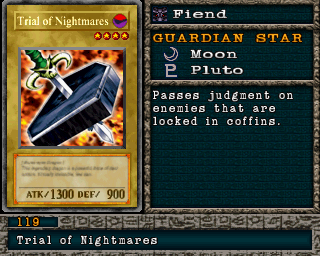 Trial of Nightmares
ATK/1300 DEF/ 900
Fiend
GUARDIAN STAR
Moon
Pluto
Passes judgment on
enemies that are
locked in coffins.
119
Trial of Nightmares